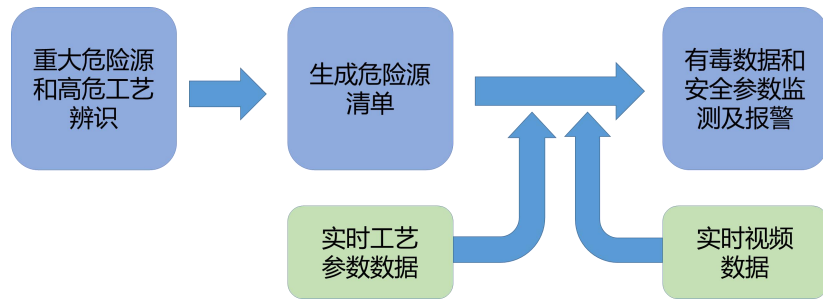 重大危险源
和高危工艺
辨识
生成危险源
清单
有毒数据和
安全参数监
测及报警
实时工艺
参数数据
实时视频
数据